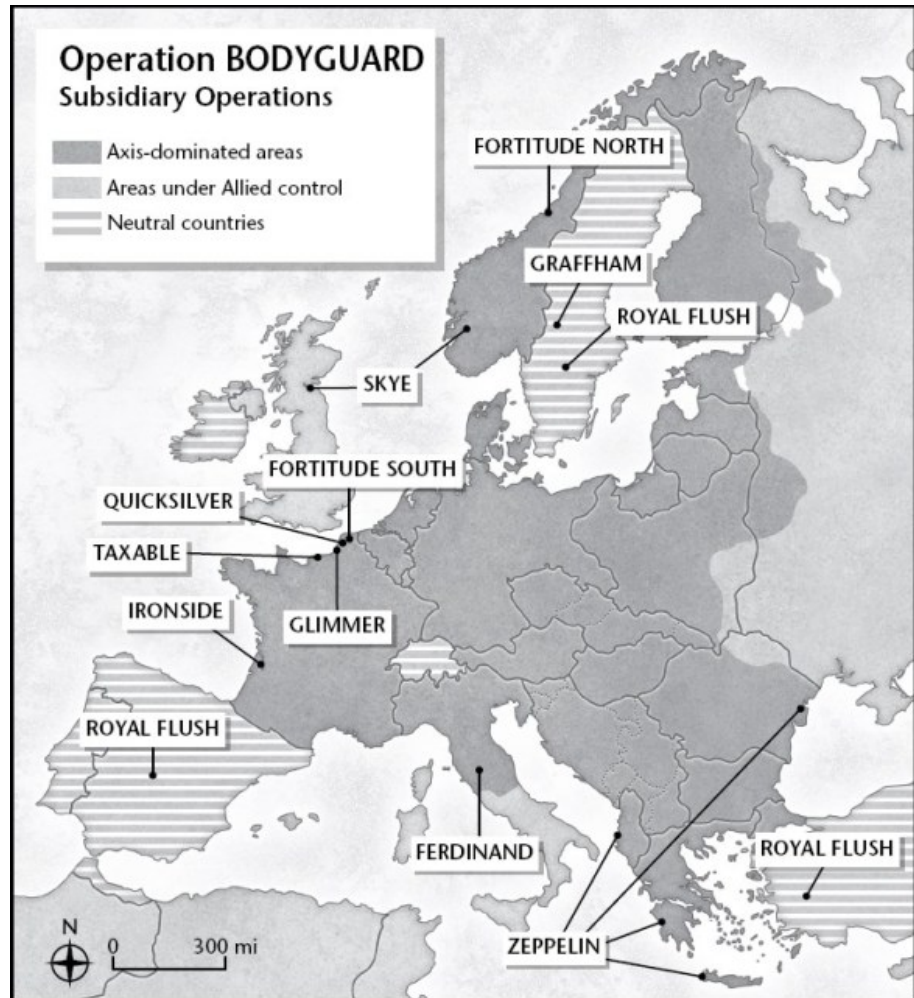 Operation BODYGUARD
Subsidiary Operations
Axis-dominated areas
Areas under Allied control
Neutral countries
FORTITUDE NORTH
GRAFFHAM
ROYAL FLUSH
SKYE
FORTITUDE SOUTH
QUICKSILVER
TAXABLE
IRONSIDE
GLIMMER
ROYAL FLUSH
FERDINAND
ROYAL FLUSH
ZEPPELIN
N
0 300 mi